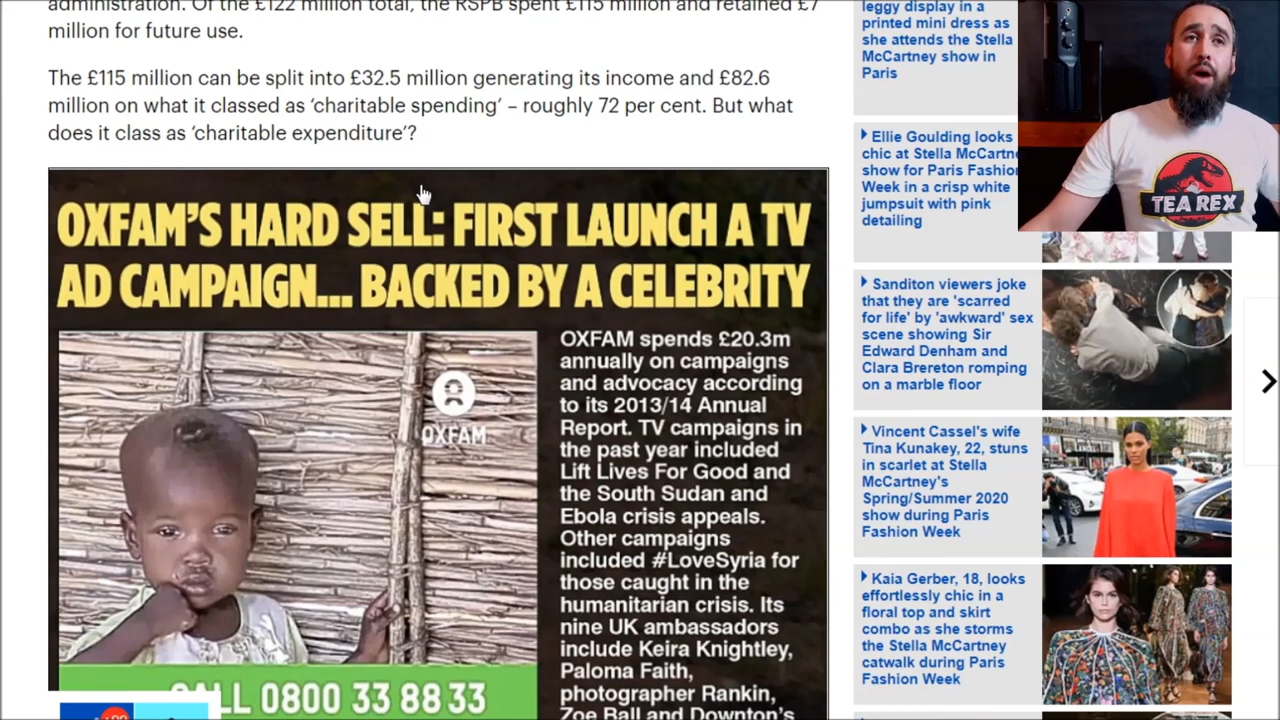 administration. Of the £122 million total, the RSPB spent £115 million and retained £7
million for future use.
The £115 million can be split into £32.5 million generating its income and £82.6
million on what it classed as ‘charitable spending’ – roughly 72 per cent. But what
does it class as ‘charitable expenditure’?
OXFAM'S HARD SELL: FIRST LAUNCH A TV
AD CAMPAIGN... BACKED BY A CELEBRITY
OXFAM
CALL 0800 33 88 33
OXFAM spends £20.3m
annually on campaigns
and advocacy according
to its 2013/14 Annual
Report. TV campaigns in
the past year included
Lift Lives For Good and
the South Sudan and
Ebola crisis appeals.
Other campaigns
included #LoveSyria for
those caught in the
humanitarian crisis. Its
nine UK ambassadors
include Keira Knightley,
Paloma Faith,
photographer Rankin,
Zoe Ball and Downton's
leggy display in a
printed mini dress as
she attends the Stella
McCartney show in
Paris
Ellie Goulding looks
chic at Stella McCartne
show for Paris Fashion
Week in a crisp white
jumpsuit with pink
detailing
Sanditon viewers joke
that they are 'scarred
for life' by 'awkward' sex
scene showing Sir
Edward Denham and
Clara Brereton romping
on a marble floor
Vincent Cassel's wife
Tina Kunakey, 22, stuns
in scarlet at Stella
McCartney's
Spring/Summer 2020
show during Paris
Fashion Week
Kaia Gerber, 18, looks
effortlessly chic in a
floral top and skirt
combo as she storms
the Stella McCartney
catwalk during Paris
Fashion Week
TEA REX